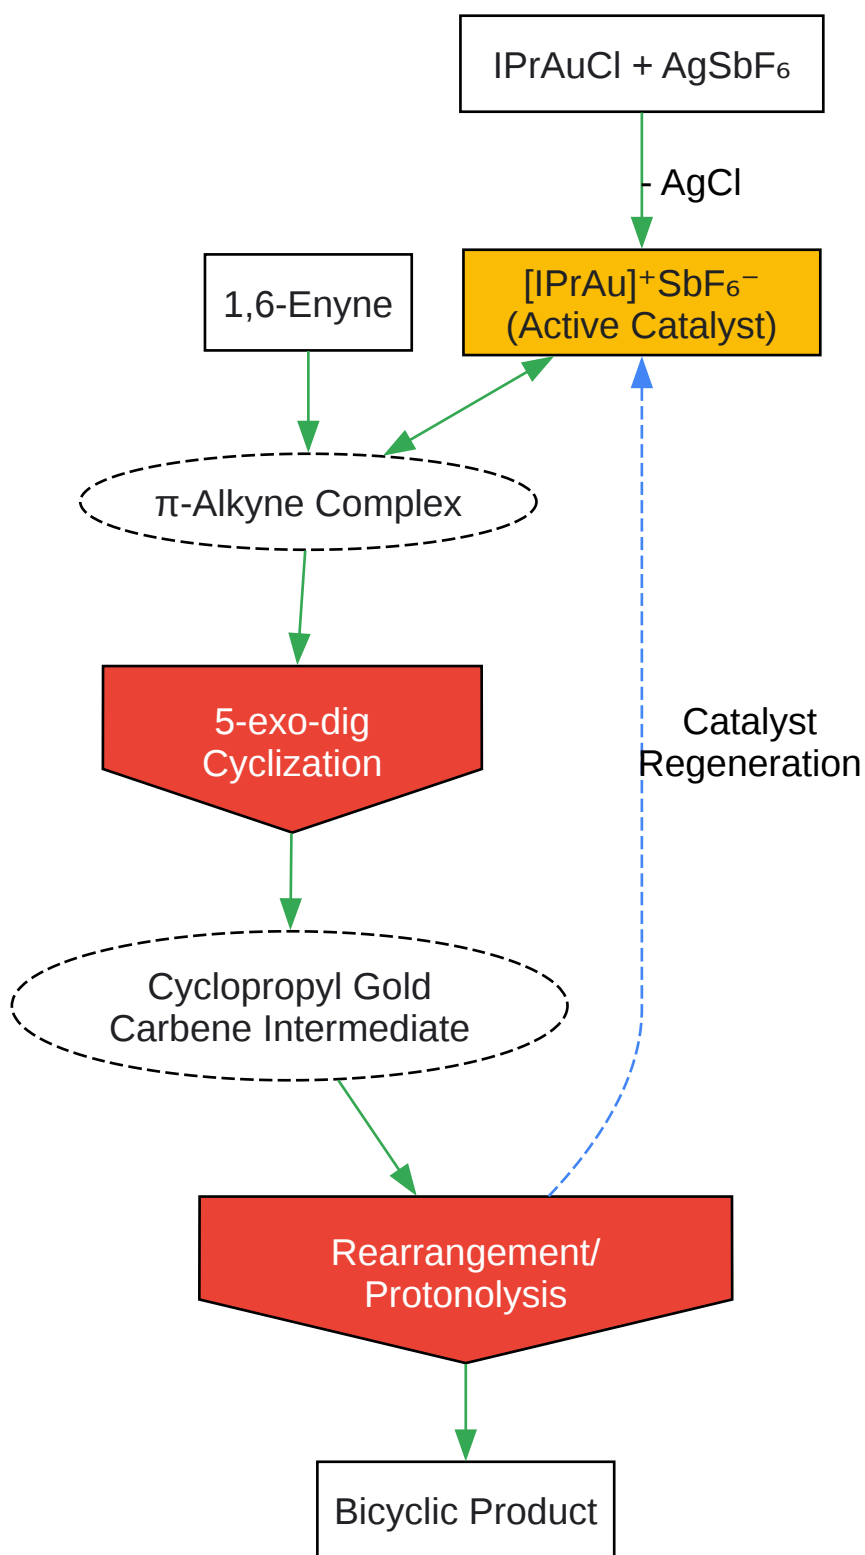 IPrAuCl + AgSbF₆
- AgCl
1,6-Enyne
[IPrAu]⁺SbF₆⁻
(Active Catalyst)
π-Alkyne Complex
5-exo-dig
Cyclization
Catalyst
Regeneration
Cyclopropyl Gold
Carbene Intermediate
Rearrangement/
Protonolysis
Bicyclic Product